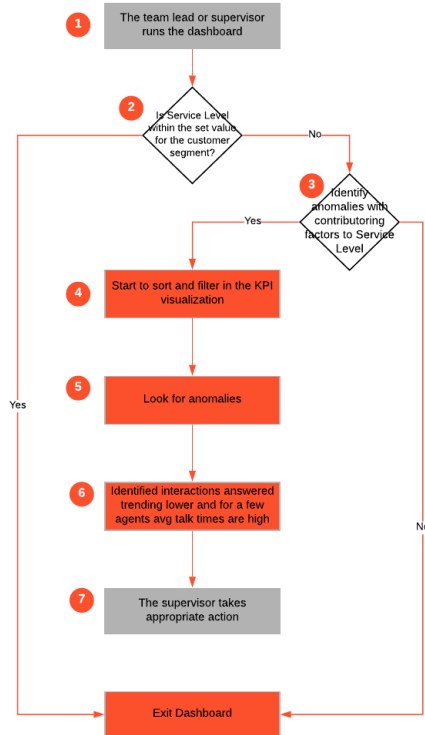 1
The team lead or supervisor
runs the dashboard
2
Is Service Level
within the set value
for the customer
segment?
No
3
Identify
anomalies with
contributoring
factors to Service
Level
Yes
4
Start to sort and filter in the KPI
visualization
5
Look for anomalies
Yes
6
Identified interactions answered
trending lower and for a few
agents avg talk times are high
7
The supervisor takes
appropriate action
Exit Dashboard